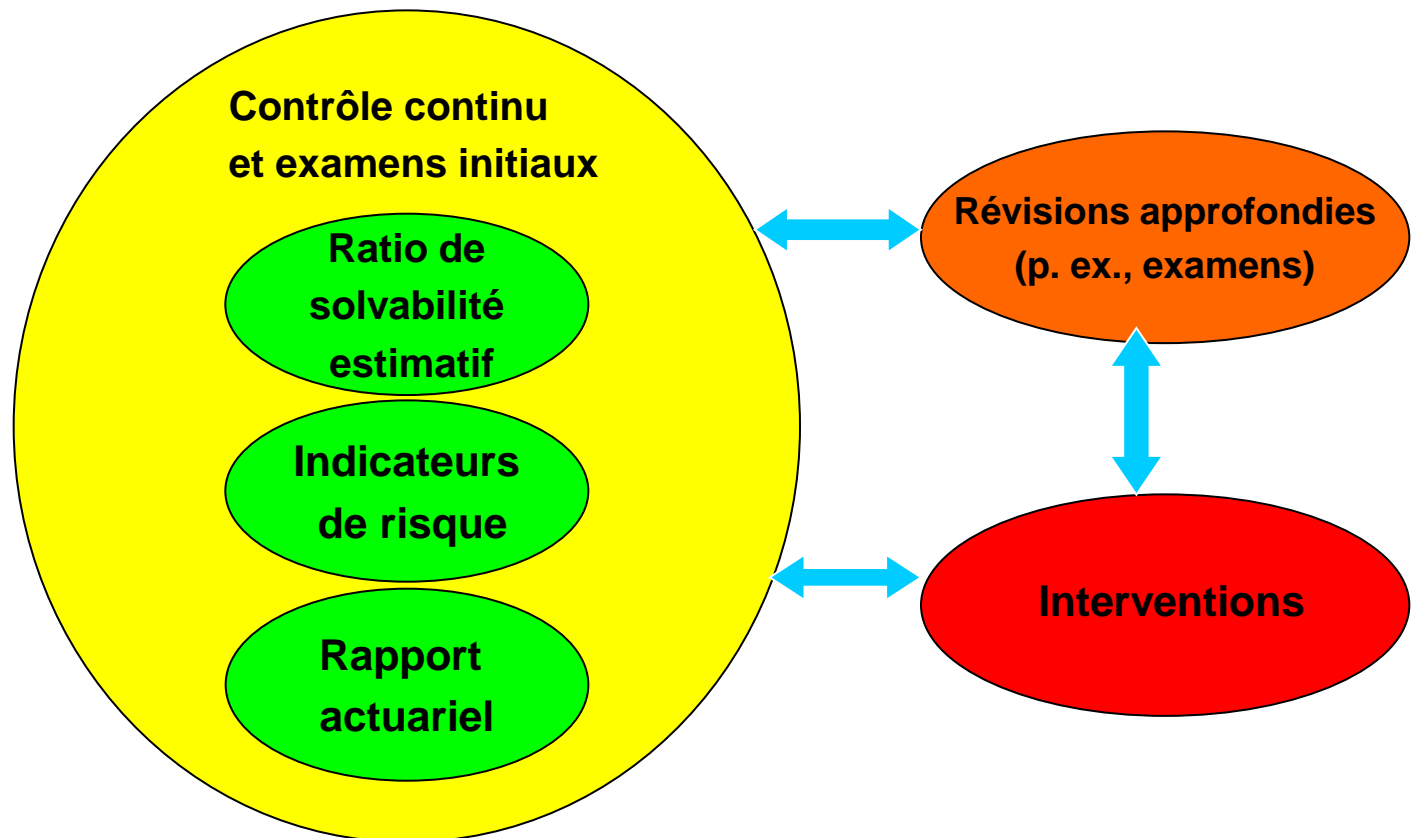 Contrôle continu
et examens initiaux
Ratio de
solvabilité
estimatif
Indicateurs
de risque
Rapport
actuariel
Révisions approfondies
(p. ex., examens)
Interventions